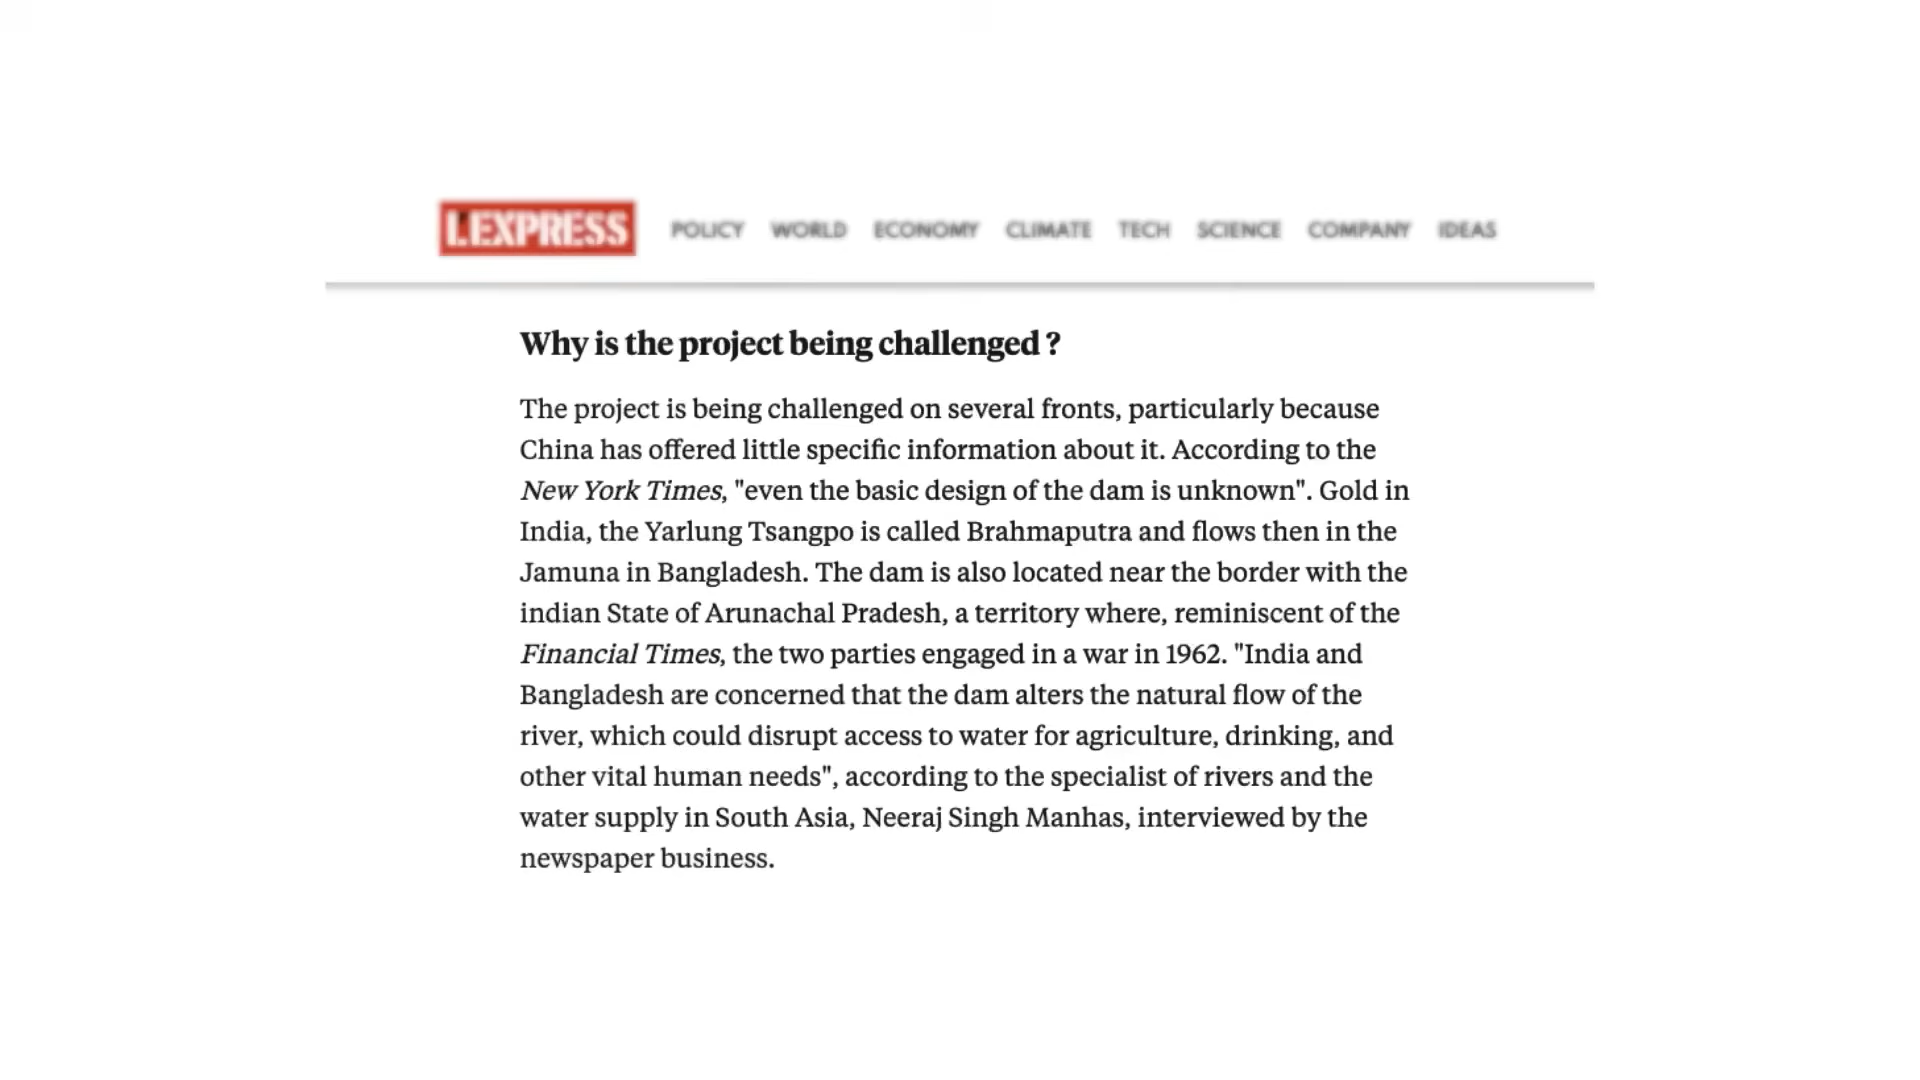 L'EXPRESS POLICY WORLD ECONOMY CLIMATE TECH SCIENCE COMPANY IDEAS
Why is the project being challenged ?
The project is being challenged on several fronts, particularly because
China has offered little specific information about it. According to the
New York Times, "even the basic design of the dam is unknown". Gold in
India, the Yarlung Tsangpo is called Brahmaputra and flows then in the
Jamuna in Bangladesh. The dam is also located near the border with the
indian State of Arunachal Pradesh, a territory where, reminiscent of the
Financial Times, the two parties engaged in a war in 1962. "India and
Bangladesh are concerned that the dam alters the natural flow of the
river, which could disrupt access to water for agriculture, drinking, and
other vital human needs", according to the specialist of rivers and the
water supply in South Asia, Neeraj Singh Manhas, interviewed by the
newspaper business.